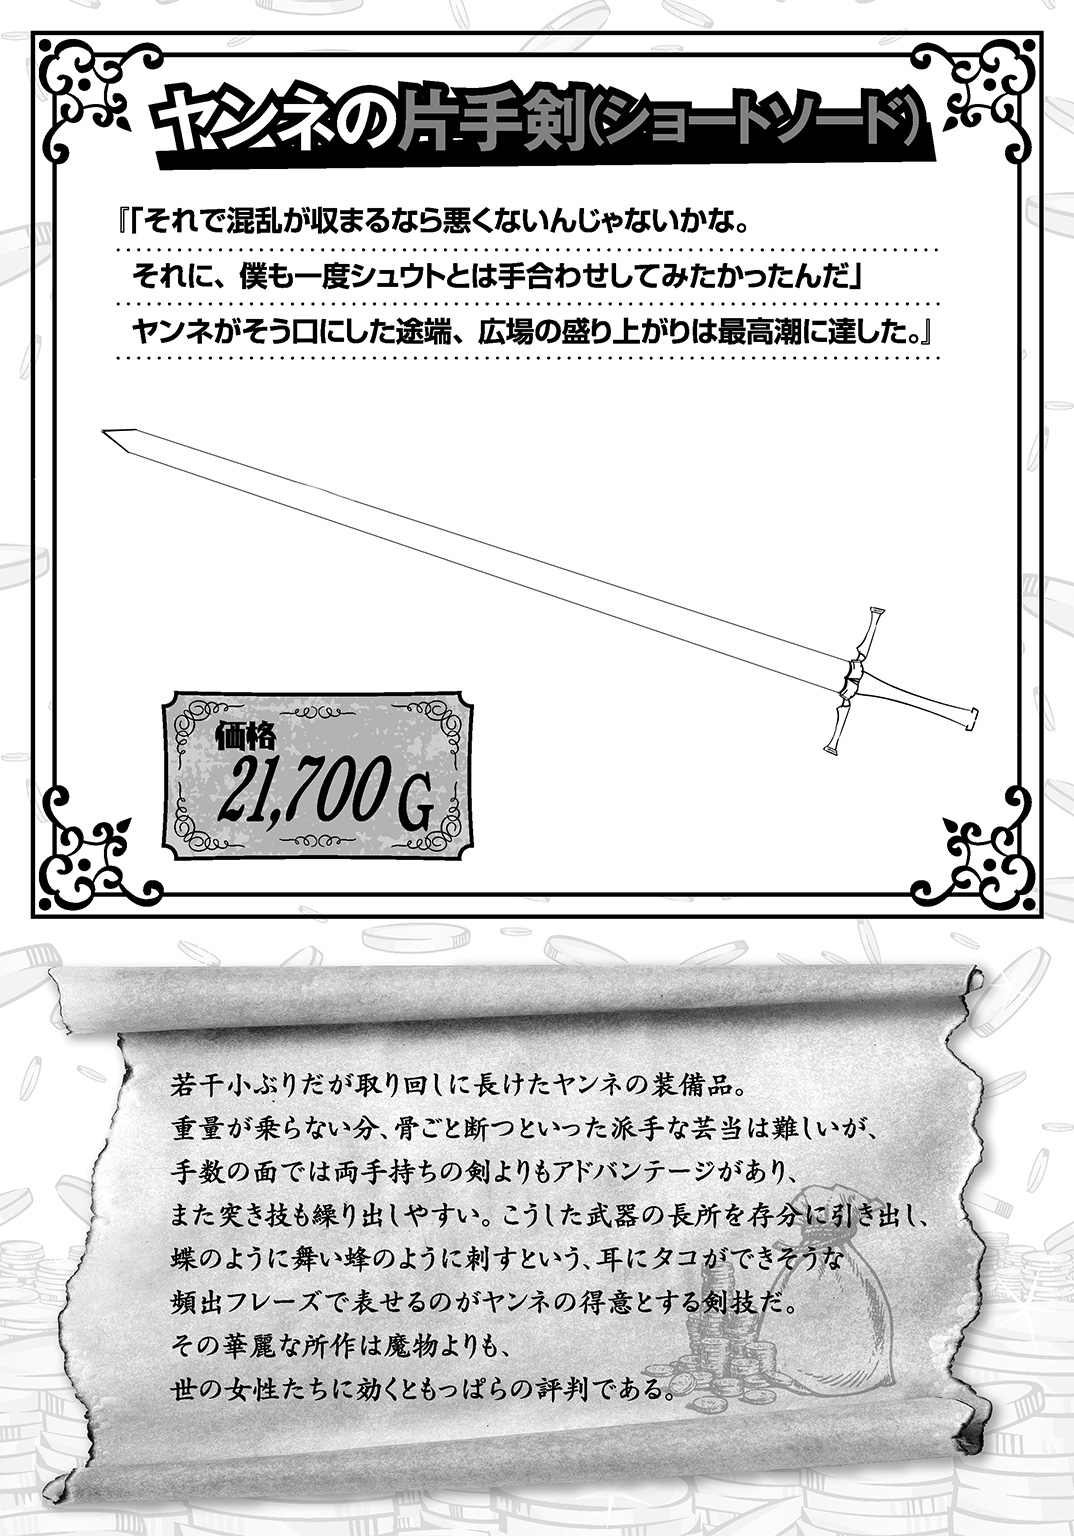 ヤンネの片手剣(ショートソード)
『「それで混乱が収まるなら悪くないんじゃないかな。
それに、僕も一度シュウトとは手合わせしてみたかったんだ」
ヤンネがそう口にした途端、広場の盛り上がりは最高潮に達した。』
価格
21,700G
若干小ぶりだが取り回しに長けたヤンネの装備品。
重量が乗らない分、骨ごと断つといった派手な芸当は難しいが、
手数の面では両手持ちの剣よりもアドバンテージがあり、
また突き技も繰り出しやすい。こうした武器の長所を存分に引き出し、
蝶のように舞い蜂のように刺すという、耳にタコができそうな
頻出フレーズで表せるのがヤンネの得意とする剣技だ。
その華麗な所作は魔物よりも、
世の女性たちに効くともっぱらの評判である。